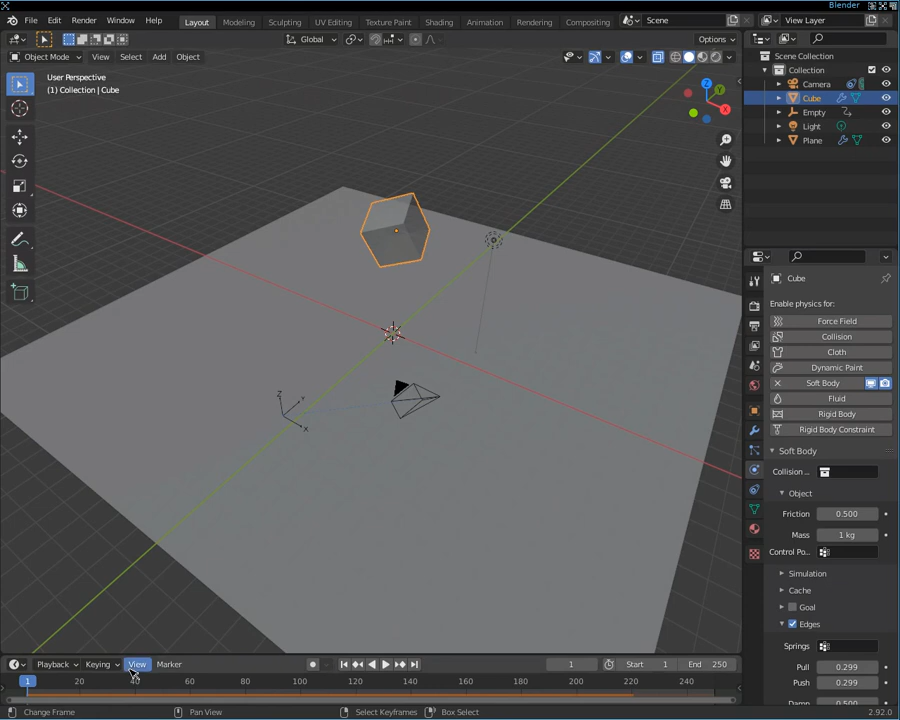 Blender
File Edit Render Window Help Layout Modeling Sculpting UV Editing Texture Paint Shading Animation Rendering Compositing Scene View Layer
Global Options
Object Mode View Select Add Object
User Perspective
(1) Collection | Cube
Scene Collection
Collection
Camera
Cube
Empty
Light
Plane
Z
Y
X
Cube
Enable physics for:
Force Field
Collision
Cloth
Dynamic Paint
Soft Body
Fluid
Rigid Body
Rigid Body Constraint
Soft Body
Collision ...
Object
Friction 0.500
Mass 1 kg
Control Po...
Simulation
Cache
Goal
Edges
Springs
Pull 0.299
Push 0.299
Damp 0.500
Z
Y
X
Playback Keying View Marker 1 Start 1 End 250
1 20 40 60 80 100 120 140 160 180 200 220 240
Change Frame Pan View Select Keyframes Box Select 2.92.0